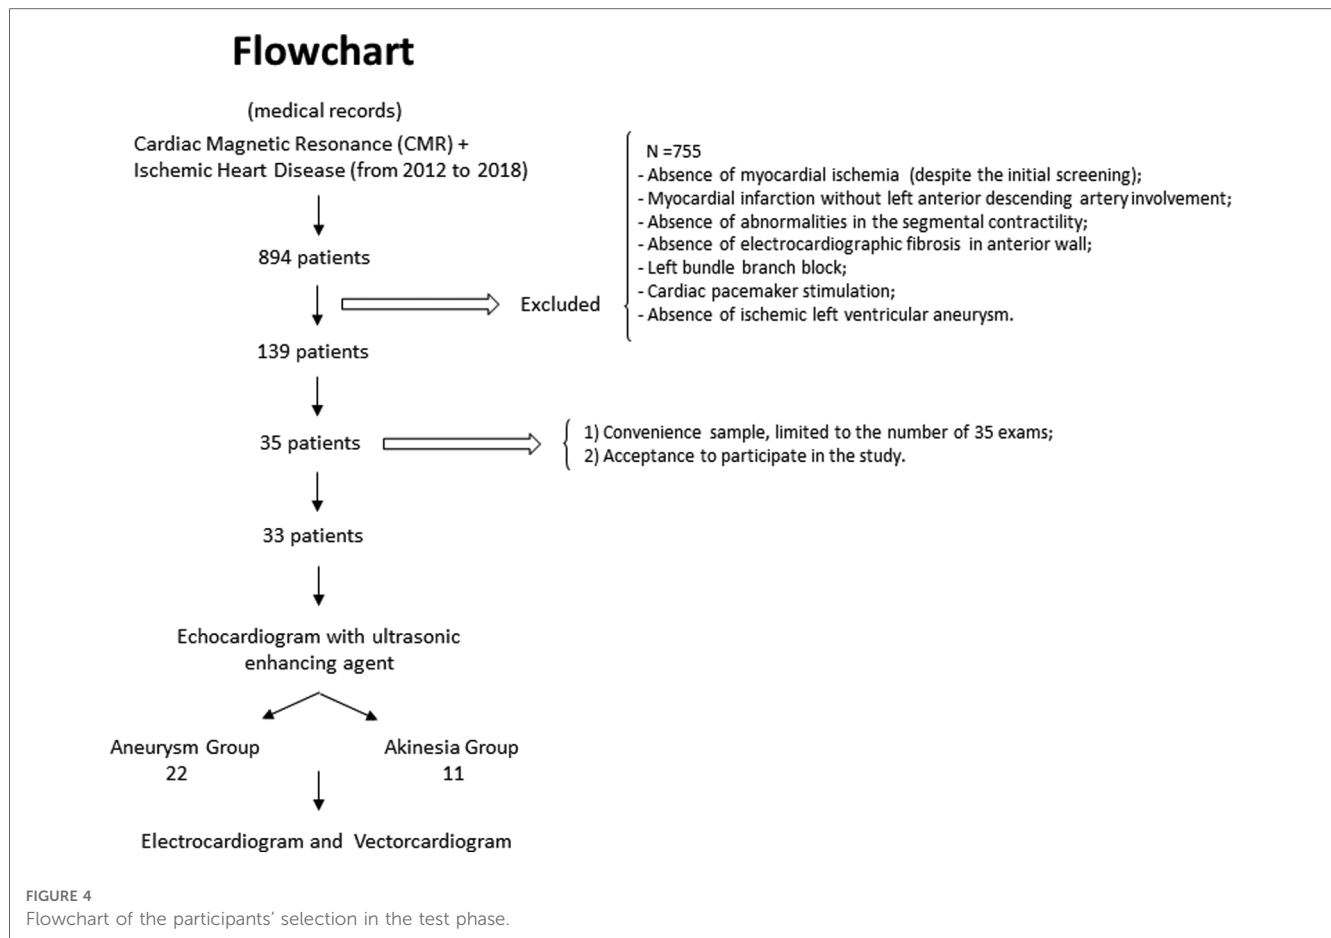 Flowchart
(medical records)
Cardiac Magnetic Resonance (CMR) +
Ischemic Heart Disease (from 2012 to 2018)
N =755
- Absence of myocardial ischemia (despite the initial screening);
- Myocardial infarction without left anterior descending artery involvement;
- Absence of abnormalities in the segmental contractility;
- Absence of electrocardiographic fibrosis in anterior wall;
- Left bundle branch block;
- Cardiac pacemaker stimulation;
- Absence of ischemic left ventricular aneurysm.
894 patients
Excluded
139 patients
35 patients
1) Convenience sample, limited to the number of 35 exams;
2) Acceptance to participate in the study.
33 patients
Echocardiogram with ultrasonic
enhancing agent
Aneurysm Group
22
Akinesia Group
11
Electrocardiogram and Vectorcardiogram
FIGURE 4
Flowchart of the participants' selection in the test phase.